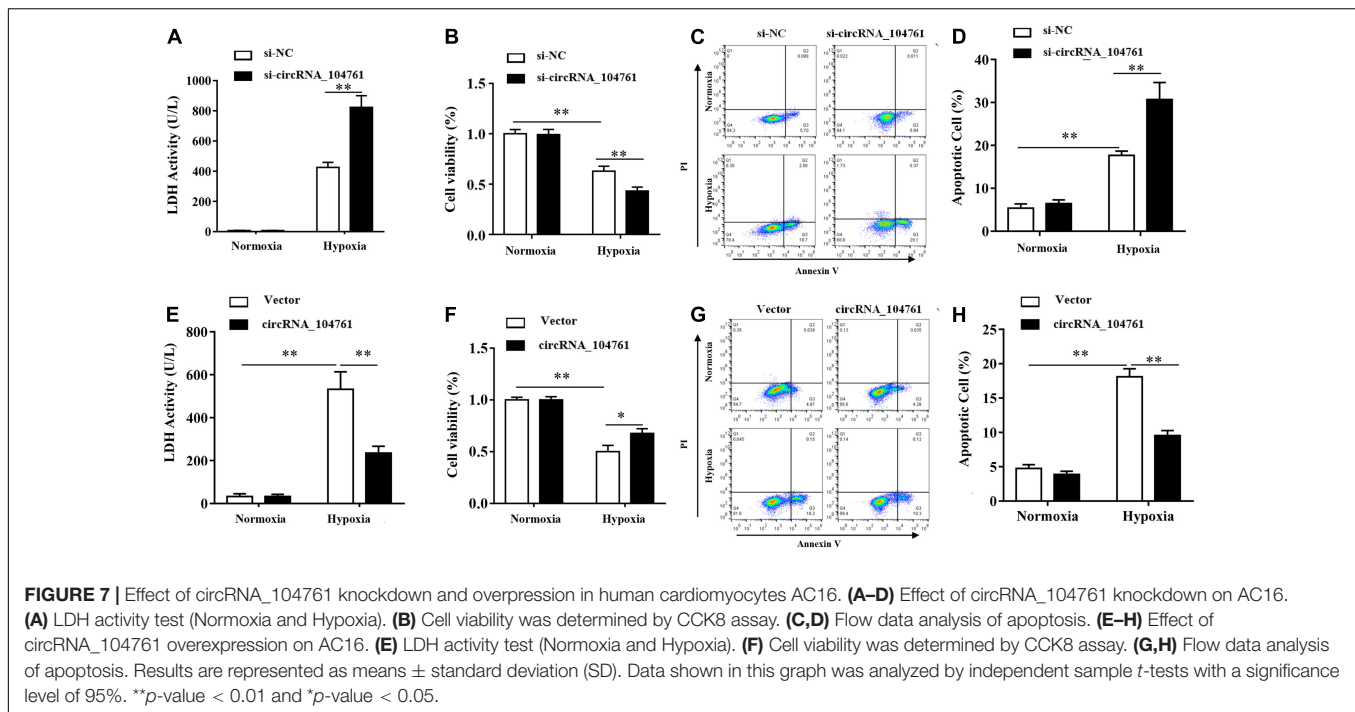 A
si-NC
si-circRNA_104761
**
LDH Activity (U/L)
1000
800
600
400
200
0
Normoxia
Hypoxia
B
si-NC
si-circRNA_104761
**
**
Cell viability (%)
1.5
1.0
0.5
0.0
Normoxia
Hypoxia
C
si-NC
si-circRNA_104761
Normoxia
Hypoxia
PI
Annexin V
D
si-NC
si-circRNA_104761
**
**
Apoptotic Cell (%)
40
30
20
10
0
Normoxia
Hypoxia
E
Vector
circRNA_104761
**
**
LDH Activity (U/L)
800
600
400
200
0
Normoxia
Hypoxia
F
Vector
circRNA_104761
**
*
Cell viability (%)
1.5
1.0
0.5
0.0
Normoxia
Hypoxia
G
Vector
circRNA_104761
Normoxia
Hypoxia
PI
Annexin V
H
Vector
circRNA_104761
**
**
Apoptotic Cell (%)
25
20
15
10
5
0
Normoxia
Hypoxia
FIGURE 7 | Effect of circRNA_104761 knockdown and overpression in human cardiomyocytes AC16. (A–D) Effect of circRNA_104761 knockdown on AC16.
(A) LDH activity test (Normoxia and Hypoxia). (B) Cell viability was determined by CCK8 assay. (C,D) Flow data analysis of apoptosis. (E–H) Effect of
circRNA_104761 overexpression on AC16. (E) LDH activity test (Normoxia and Hypoxia). (F) Cell viability was determined by CCK8 assay. (G,H) Flow data analysis
of apoptosis. Results are represented as means ± standard deviation (SD). Data shown in this graph was analyzed by independent sample t-tests with a significance
level of 95%. **p-value < 0.01 and *p-value < 0.05.